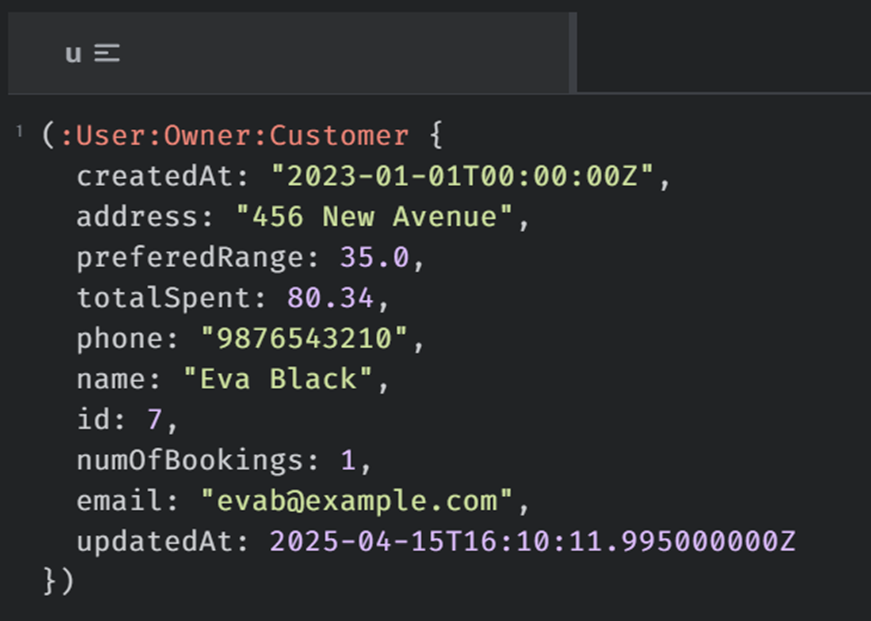 u
1 (:User:Owner:Customer {
createdAt: "2023-01-01T00:00:00Z",
address: "456 New Avenue",
preferedRange: 35.0,
totalSpent: 80.34,
phone: "9876543210",
name: "Eva Black",
id: 7,
numOfBookings: 1,
email: "evab@example.com",
updatedAt: 2025-04-15T16:10:11.995000000Z
})